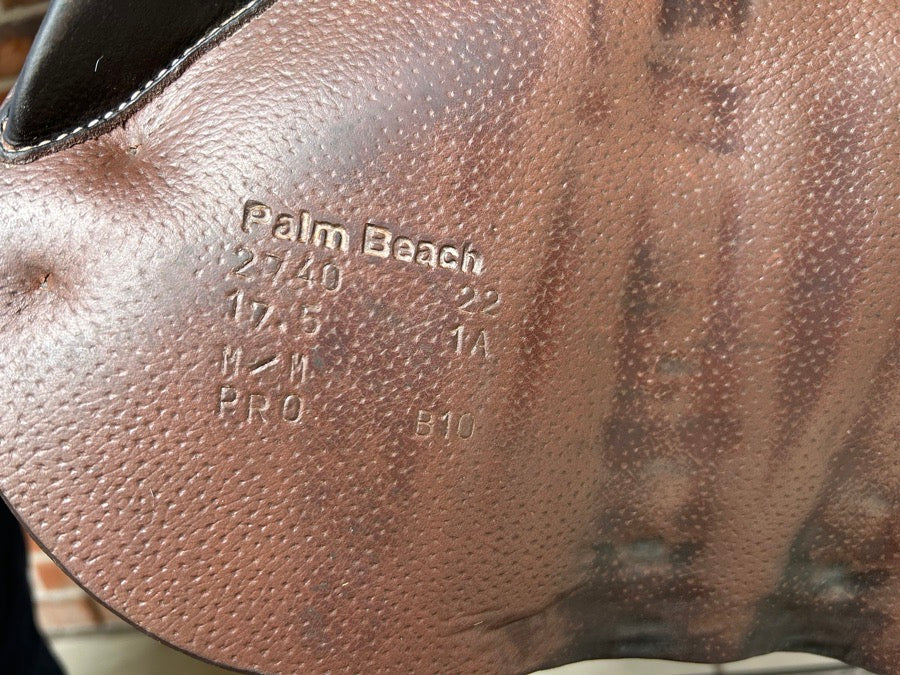 Palm Beach
2740 22
17.5 1A
M/M
PRO B10